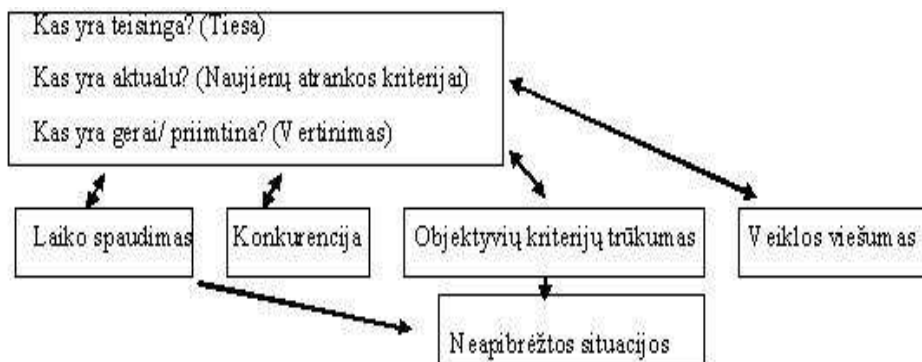 Kas yra teisinga? (Tiesa)
Kas yra aktualu? (Naujienų atrankos kriterijai)
Kas yra gerai/ priimtina? (Vertinimas)
Laiko spaudimas
Konkurencija
Objektyvių kriterijų trūkumas
Veiklos viešumas
Neapibrėžtos situacijos